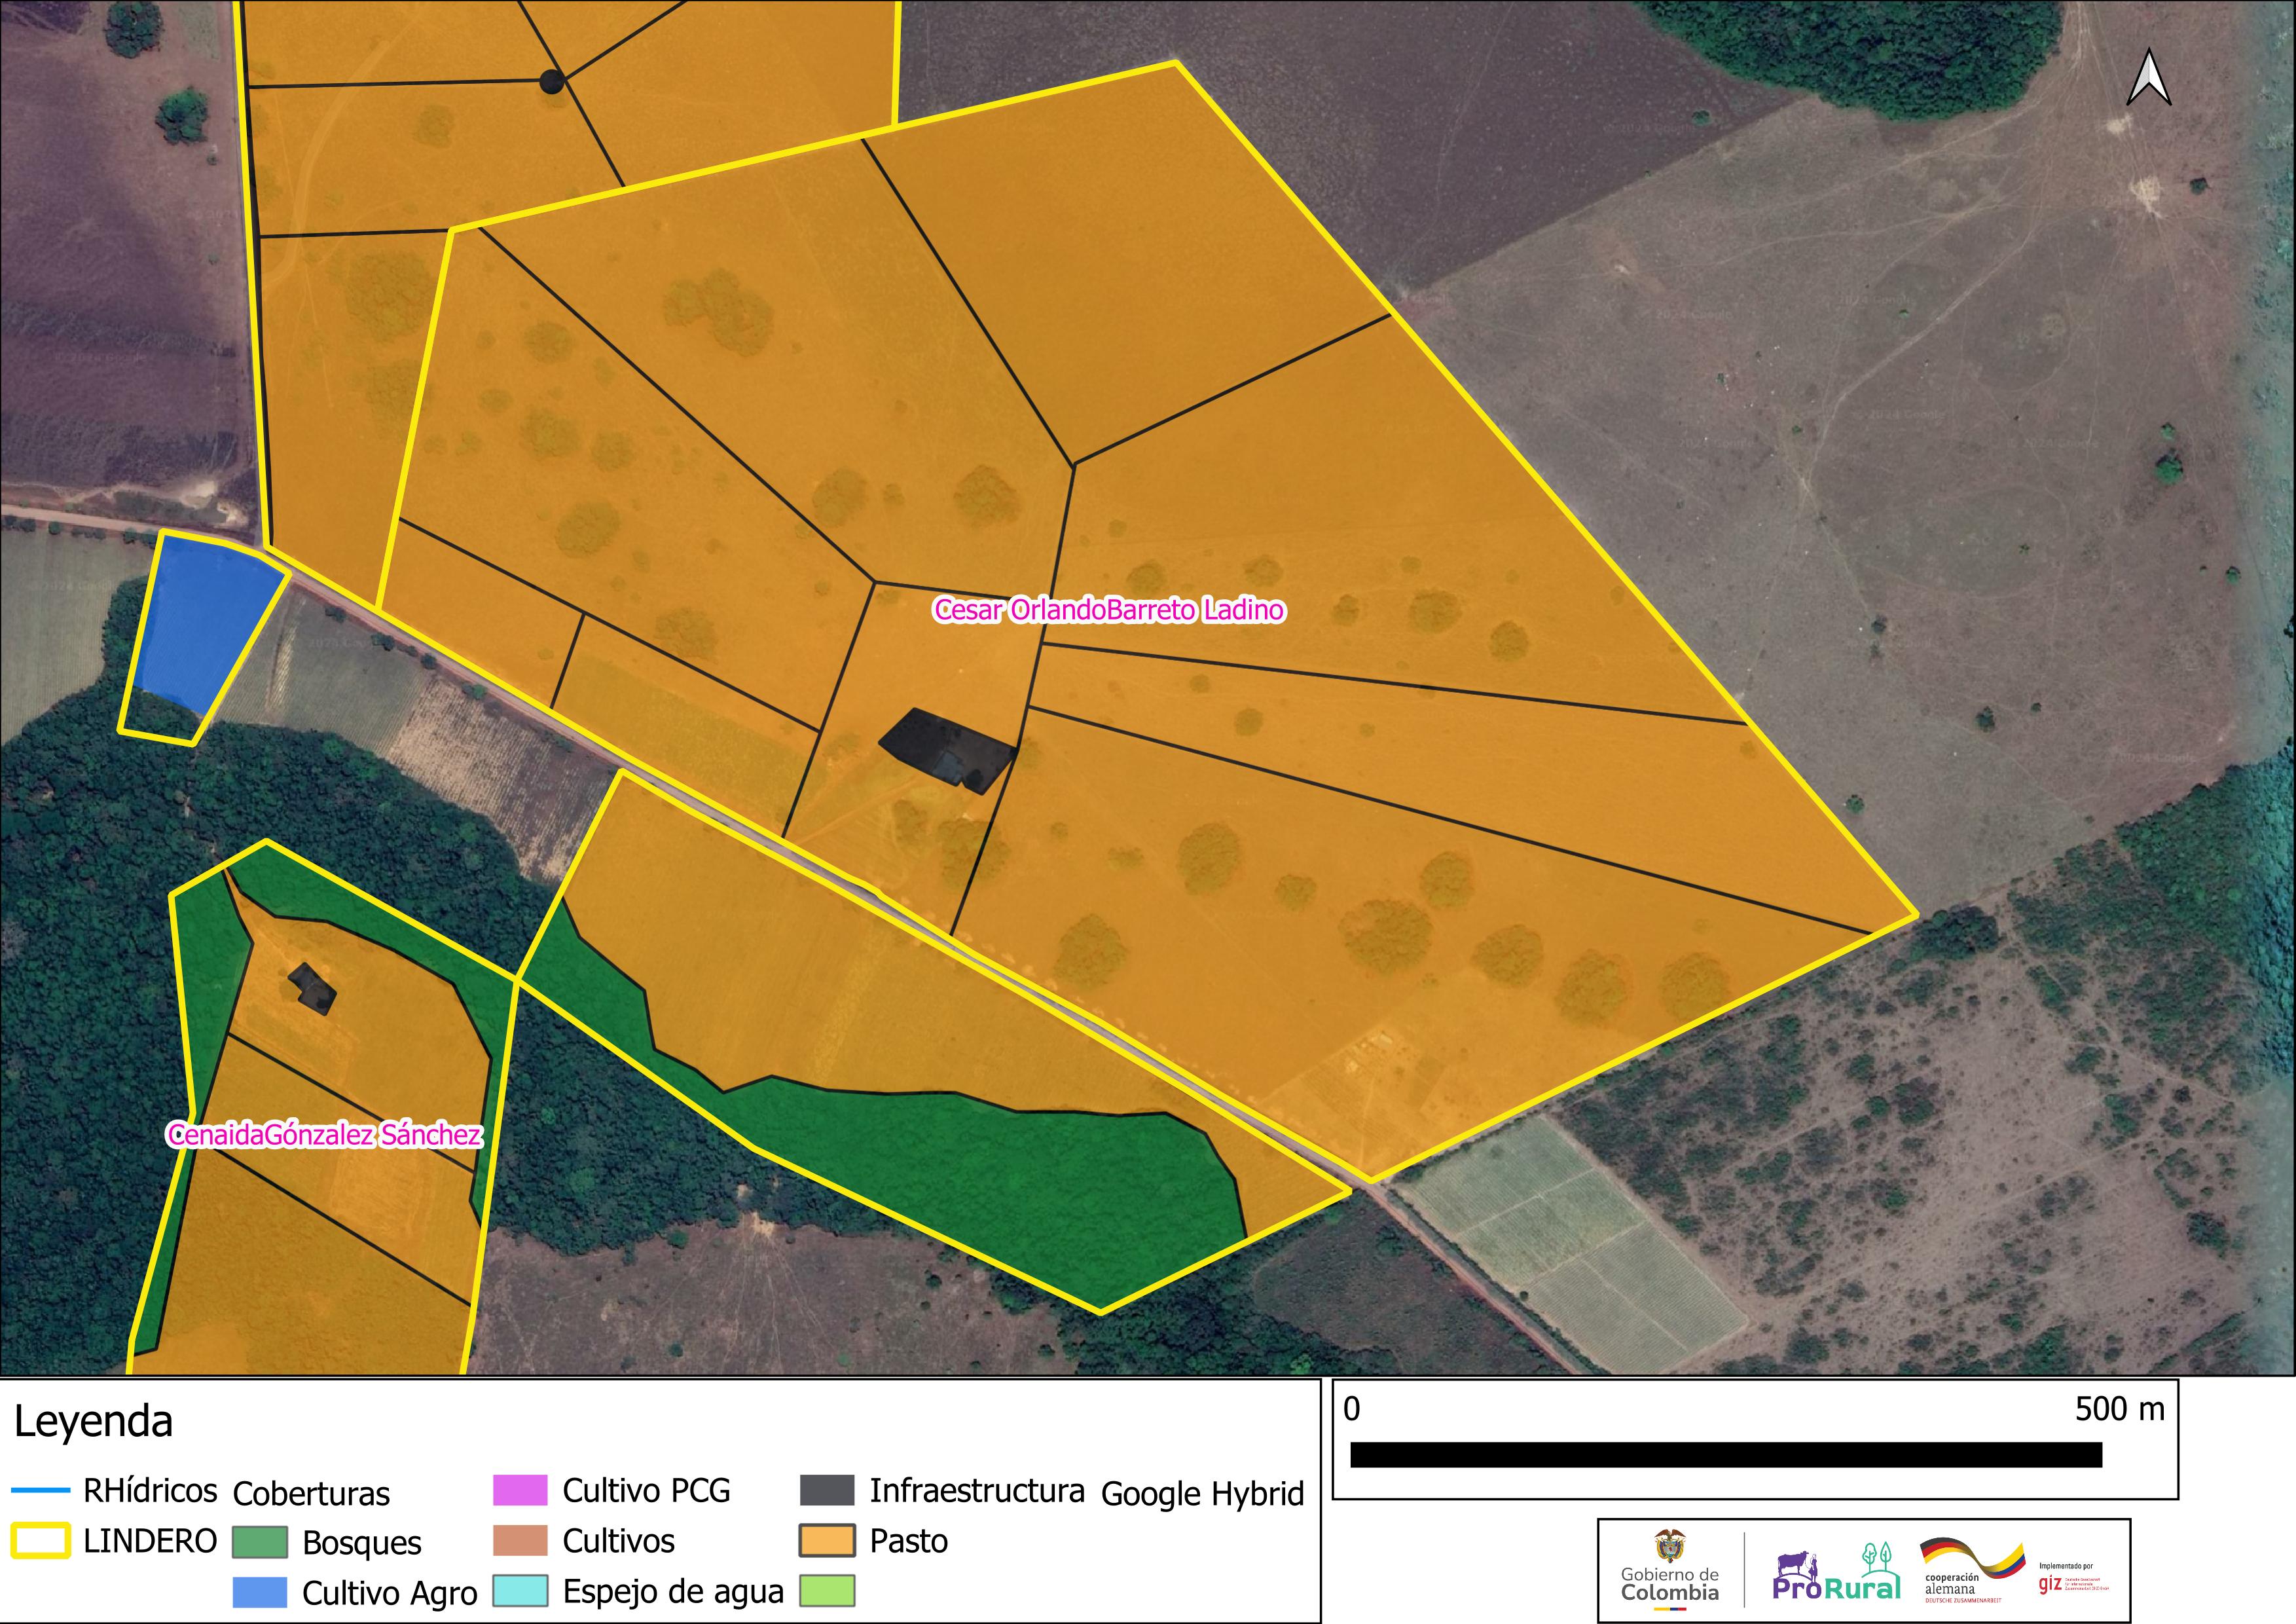 Cesar OrlandoBarreto Ladino
CenaidaGónzalez Sánchez
Leyenda
RHídricos
LINDERO
Coberturas
Bosques
Cultivo Agro
Cultivo PCG
Cultivos
Espejo de agua
Infraestructura
Pasto
Google Hybrid
0 500 m
Gobierno de
Colombia
ProRural
cooperación
alemana
DEUTSCHE ZUSAMMENARBEIT
Implementado por
giz